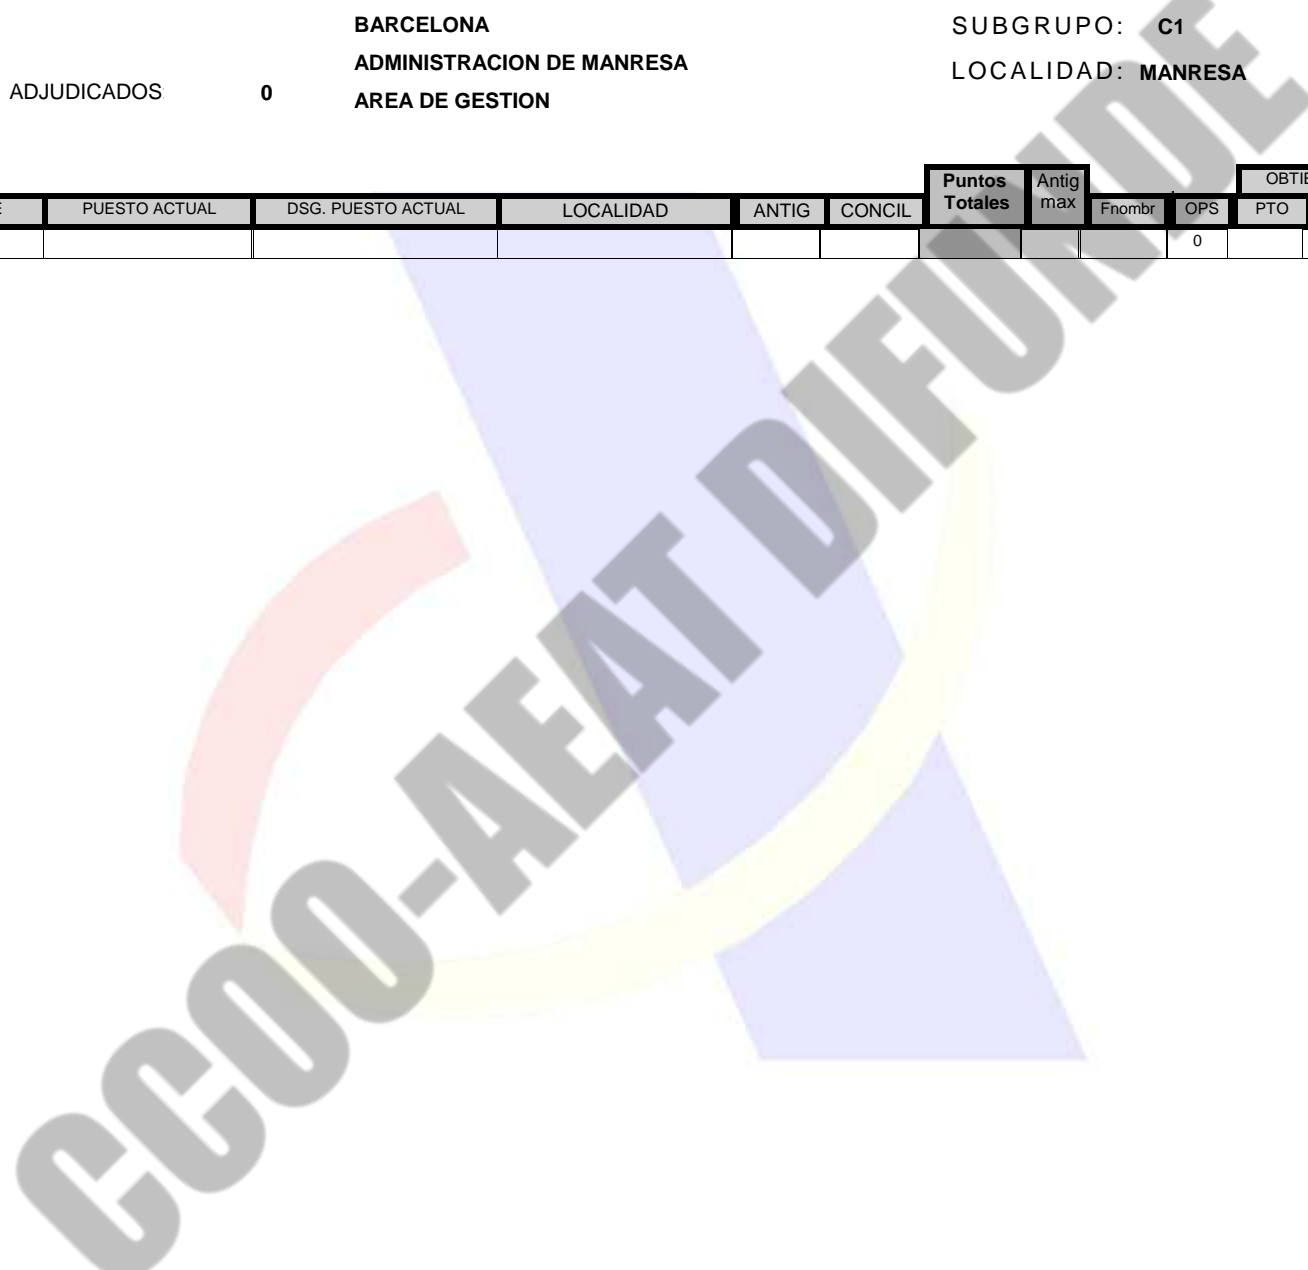 BARCELONA
SUBGRUPO: C1
ADMINISTRACION DE MANRESA
LOCALIDAD: MANRESA
ADJUDICADOS 0 AREA DE GESTION
PUESTO ACTUAL DSG. PUESTO ACTUAL LOCALIDAD ANTIG CONCIL Puntos Totales Antig max Fnombr OPS PTO
0
CCOO-AEAT DIFUNDE